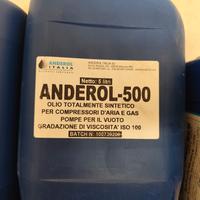 ANDEROL
ITALIA
Netto: 5 litri
ANDEROL-500
OLIO TOTALMENTE SINTETICO
PER COMPRESSORI D'ARIA E GAS
POMPE PER IL VUOTO
GRADAZIONE DI VISCOSITA' ISO 100
BATCH N: